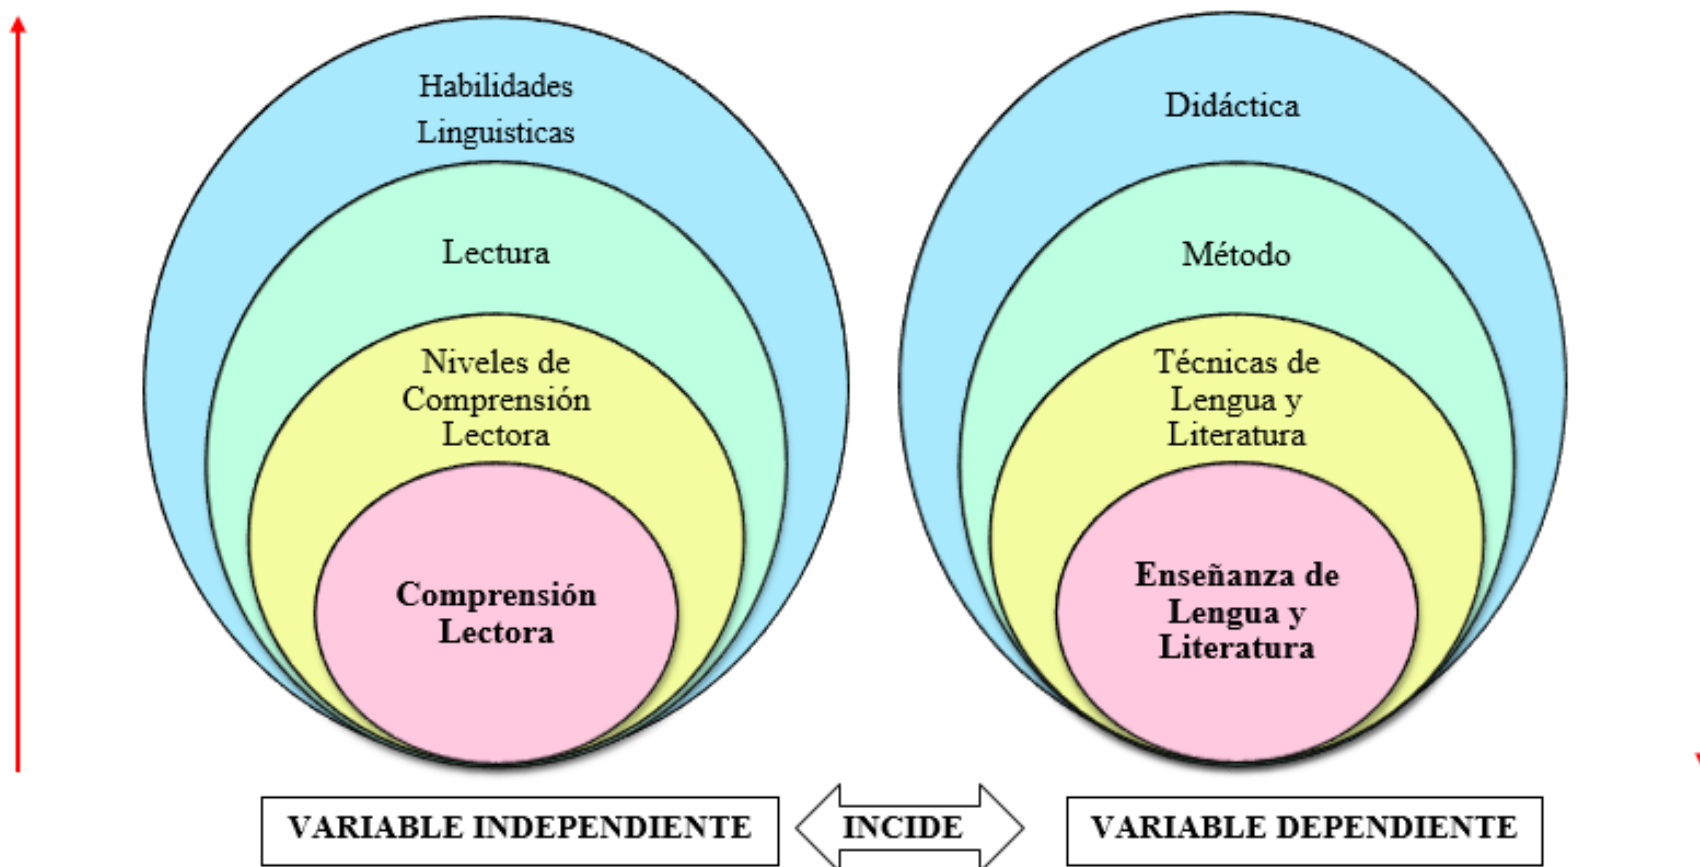 Habilidades
Linguisticas
Lectura
Niveles de
Comprensión
Lectora
Comprensión
Lectora
Didáctica
Método
Técnicas de
Lengua y
Literatura
Enseñanza de
Lengua y
Literatura
VARIABLE INDEPENDIENTE
INCIDE
VARIABLE DEPENDIENTE